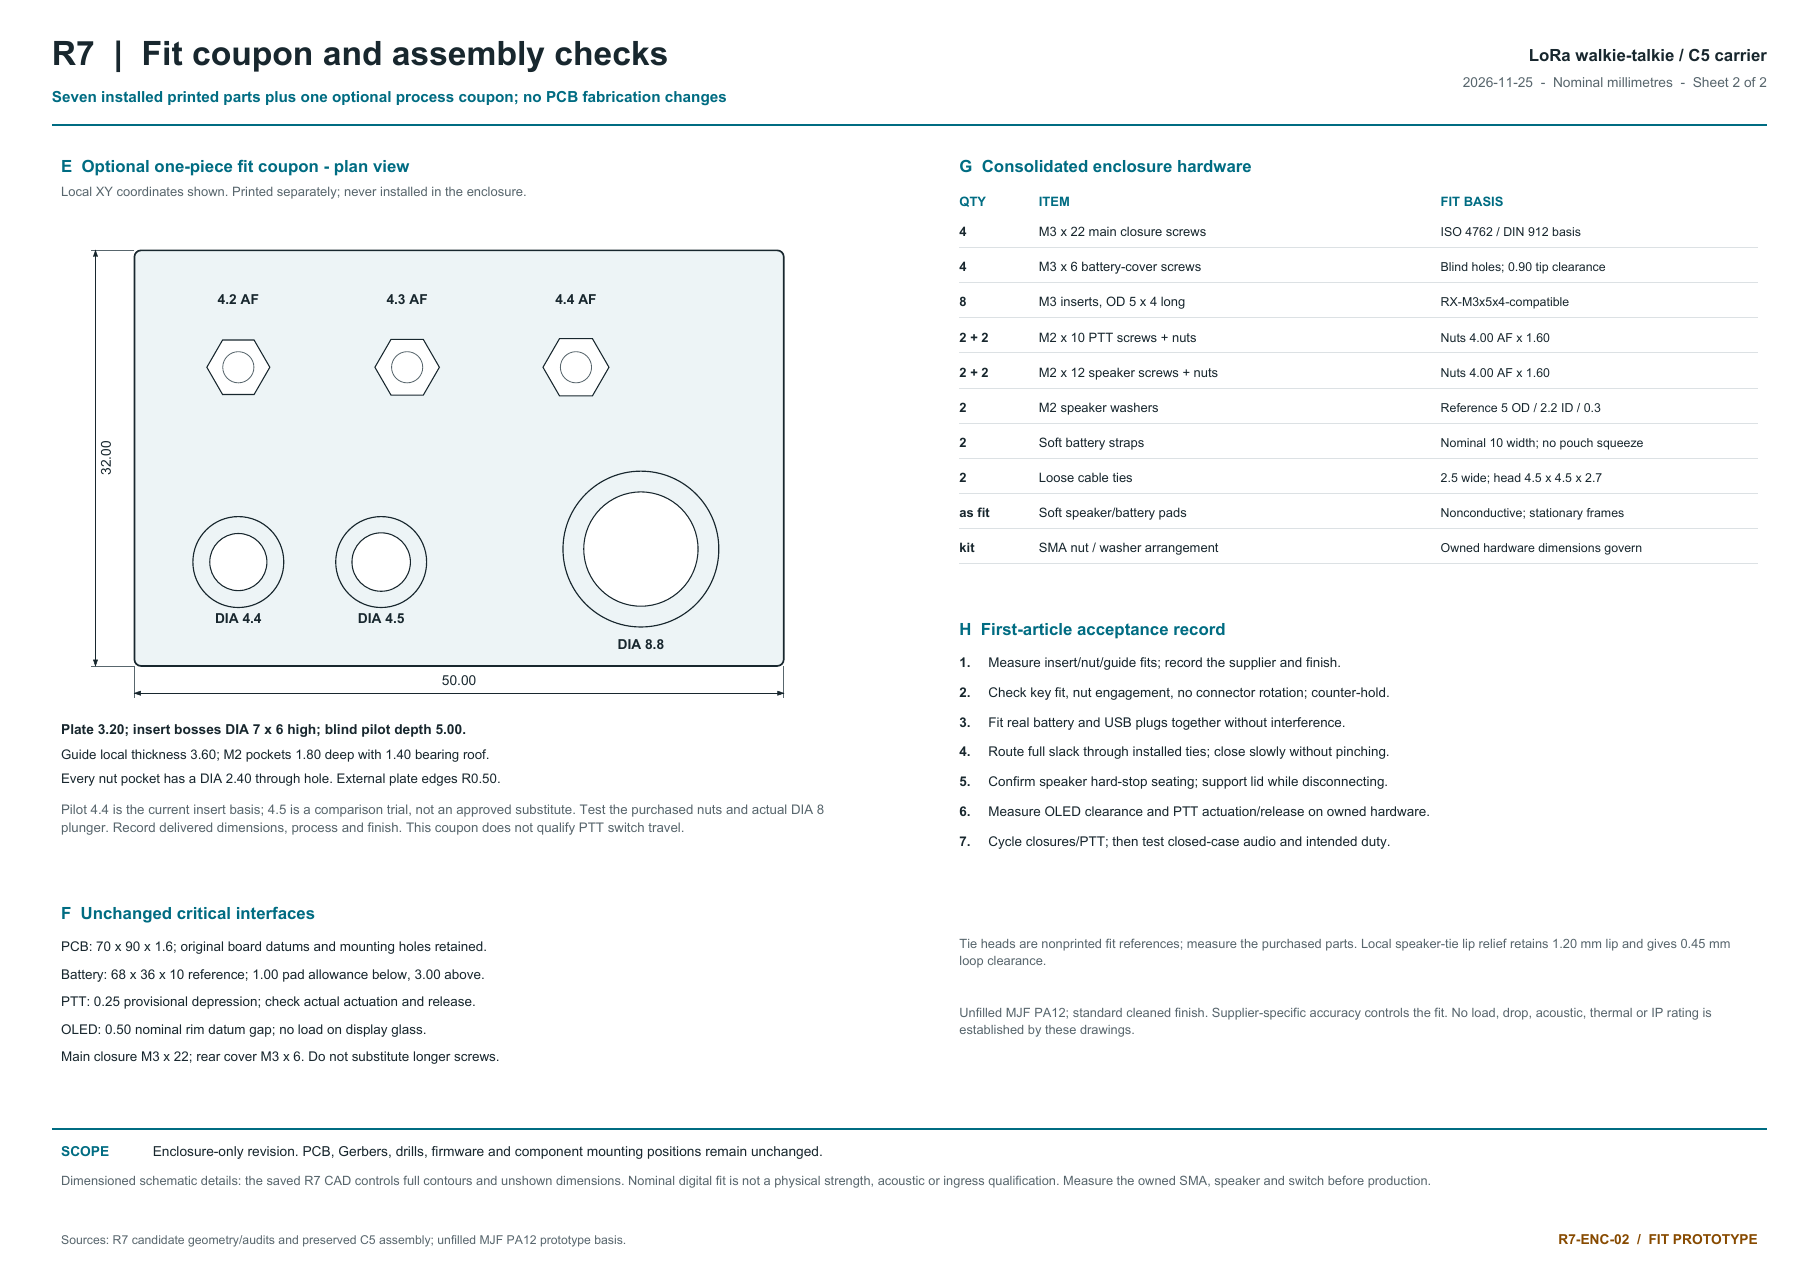 R7 | Fit coupon and assembly checks
LoRa walkie-talkie / C5 carrier
2026-11-25 - Nominal millimetres - Sheet 2 of 2
Seven installed printed parts plus one optional process coupon; no PCB fabrication changes
E Optional one-piece fit coupon - plan view
Local XY coordinates shown. Printed separately; never installed in the enclosure.
4.2 AF
4.3 AF
4.4 AF
32.00
DIA 4.4
DIA 4.5
DIA 8.8
50.00
Plate 3.20; insert bosses DIA 7 x 6 high; blind pilot depth 5.00.
Guide local thickness 3.60; M2 pockets 1.80 deep with 1.40 bearing roof.
Every nut pocket has a DIA 2.40 through hole. External plate edges R0.50.
Pilot 4.4 is the current insert basis; 4.5 is a comparison trial, not an approved substitute. Test the purchased nuts and actual DIA 8
plunger. Record delivered dimensions, process and finish. This coupon does not qualify PTT switch travel.
F Unchanged critical interfaces
PCB: 70 x 90 x 1.6; original board datums and mounting holes retained.
Battery: 68 x 36 x 10 reference; 1.00 pad allowance below, 3.00 above.
PTT: 0.25 provisional depression; check actual actuation and release.
OLED: 0.50 nominal rim datum gap; no load on display glass.
Main closure M3 x 22; rear cover M3 x 6. Do not substitute longer screws.
G Consolidated enclosure hardware
QTY ITEM FIT BASIS
4 M3 x 22 main closure screws ISO 4762 / DIN 912 basis
4 M3 x 6 battery-cover screws Blind holes; 0.90 tip clearance
8 M3 inserts, OD 5 x 4 long RX-M3x5x4-compatible
2 + 2 M2 x 10 PTT screws + nuts Nuts 4.00 AF x 1.60
2 + 2 M2 x 12 speaker screws + nuts Nuts 4.00 AF x 1.60
2 M2 speaker washers Reference 5 OD / 2.2 ID / 0.3
2 Soft battery straps Nominal 10 width; no pouch squeeze
2 Loose cable ties 2.5 wide; head 4.5 x 4.5 x 2.7
as fit Soft speaker/battery pads Nonconductive; stationary frames
kit SMA nut / washer arrangement Owned hardware dimensions govern
H First-article acceptance record
1. Measure insert/nut/guide fits; record the supplier and finish.
2. Check key fit, nut engagement, no connector rotation; counter-hold.
3. Fit real battery and USB plugs together without interference.
4. Route full slack through installed ties; close slowly without pinching.
5. Confirm speaker hard-stop seating; support lid while disconnecting.
6. Measure OLED clearance and PTT actuation/release on owned hardware.
7. Cycle closures/PTT; then test closed-case audio and intended duty.
Tie heads are nonprinted fit references; measure the purchased parts. Local speaker-tie lip relief retains 1.20 mm lip and gives 0.45 mm
loop clearance.
Unfilled MJF PA12; standard cleaned finish. Supplier-specific accuracy controls the fit. No load, drop, acoustic, thermal or IP rating is
established by these drawings.
SCOPE Enclosure-only revision. PCB, Gerbers, drills, firmware and component mounting positions remain unchanged.
Dimensioned schematic details: the saved R7 CAD controls full contours and unshown dimensions. Nominal digital fit is not a physical strength, acoustic or ingress qualification. Measure the owned SMA, speaker and switch before production.
Sources: R7 candidate geometry/audits and preserved C5 assembly; unfilled MJF PA12 prototype basis.
R7-ENC-02 / FIT PROTOTYPE